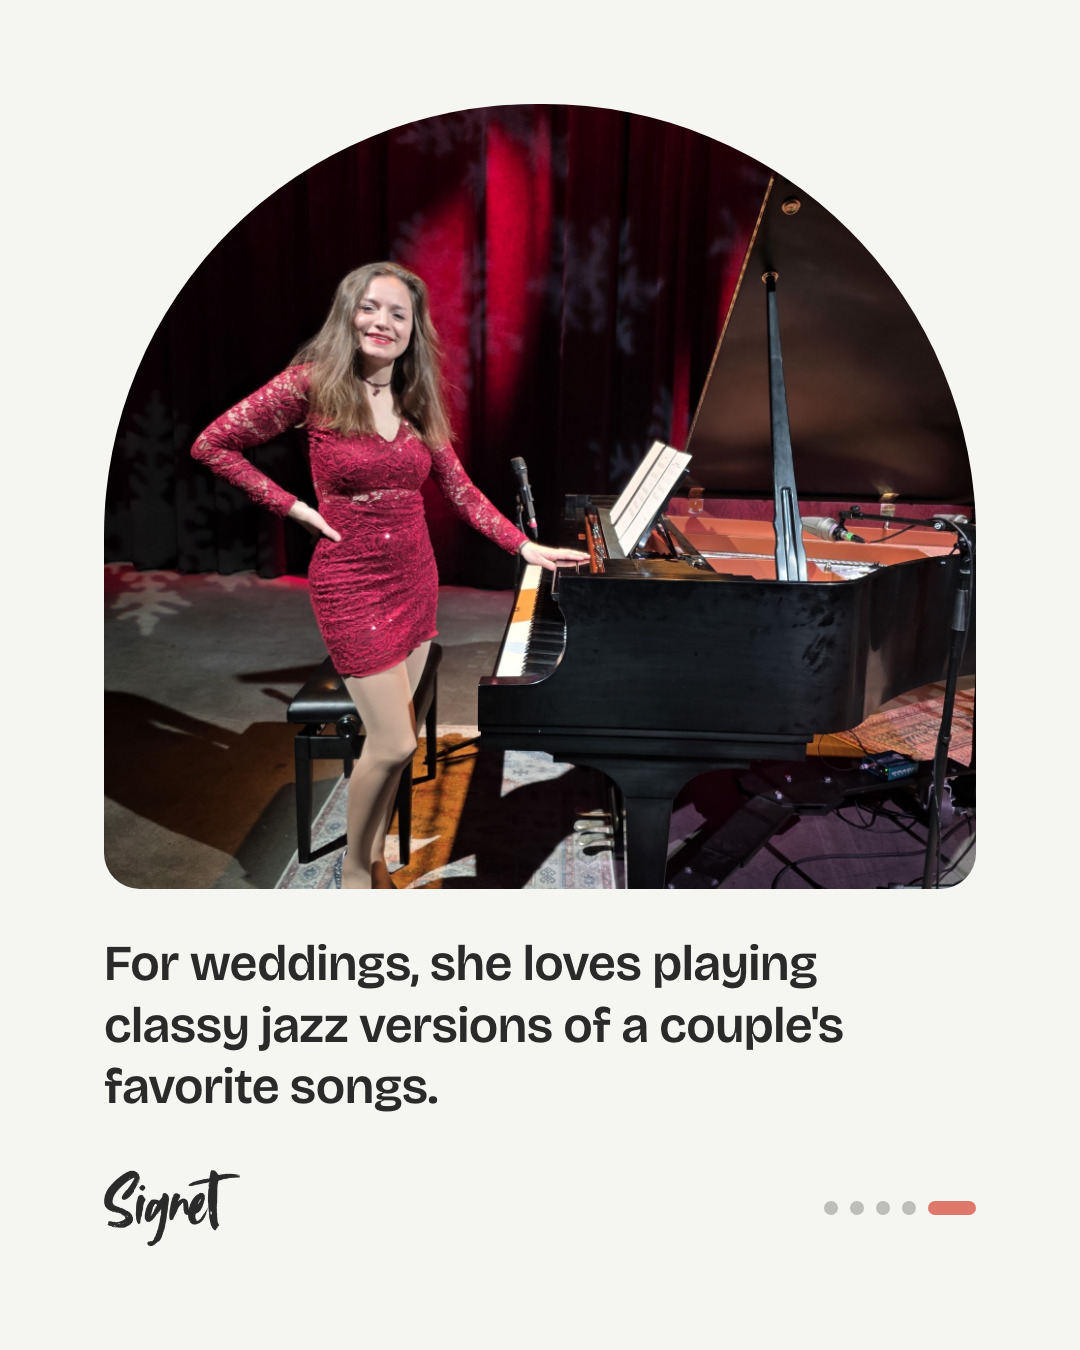 For weddings, she loves playing
classy jazz versions of a couple's
favorite songs.
Signet